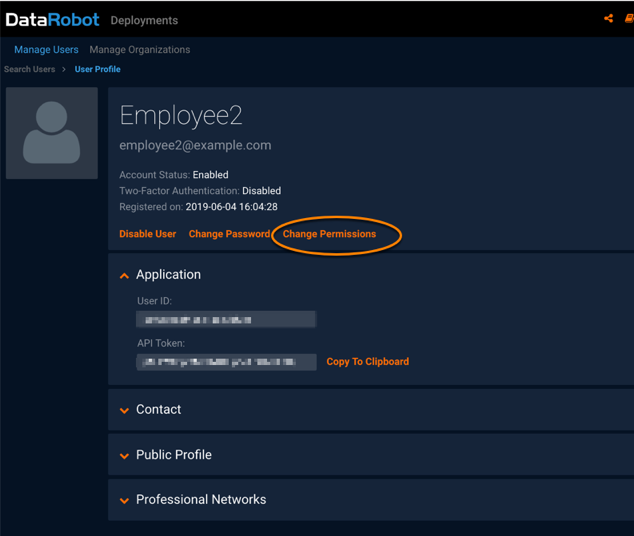 DataRobot Deployments
Manage Users Manage Organizations
Search Users > User Profile
Employee2
employee2@example.com
Account Status: Enabled
Two-Factor Authentication: Disabled
Registered on: 2019-06-04 16:04:28
Disable User Change Password Change Permissions
Application
User ID:
API Token:
Copy To Clipboard
Contact
Public Profile
Professional Networks